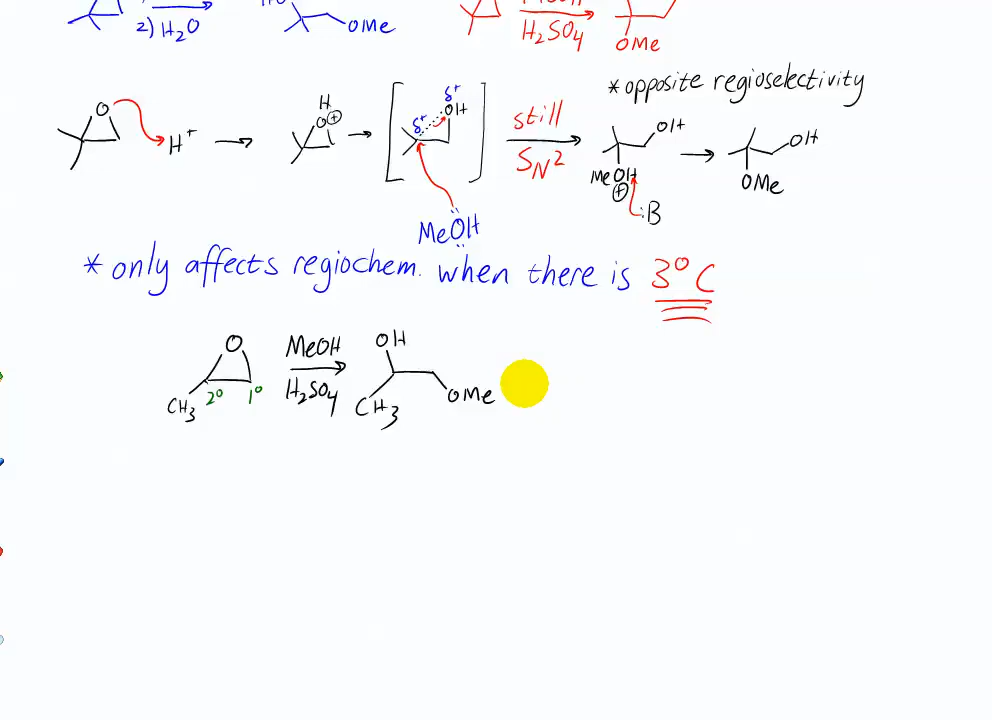 2) H2O OMe H2SO4 OMe
*opposite regioselectivity
O H+ H O⊕ δ+ δ+ OH still SN2 OH MeOH ⊕ :B OH OMe
MeÖH
* only affects regiochem. when there is 3° C
O MeOH OH
CH3 2° 1° H2SO4 CH3 OMe